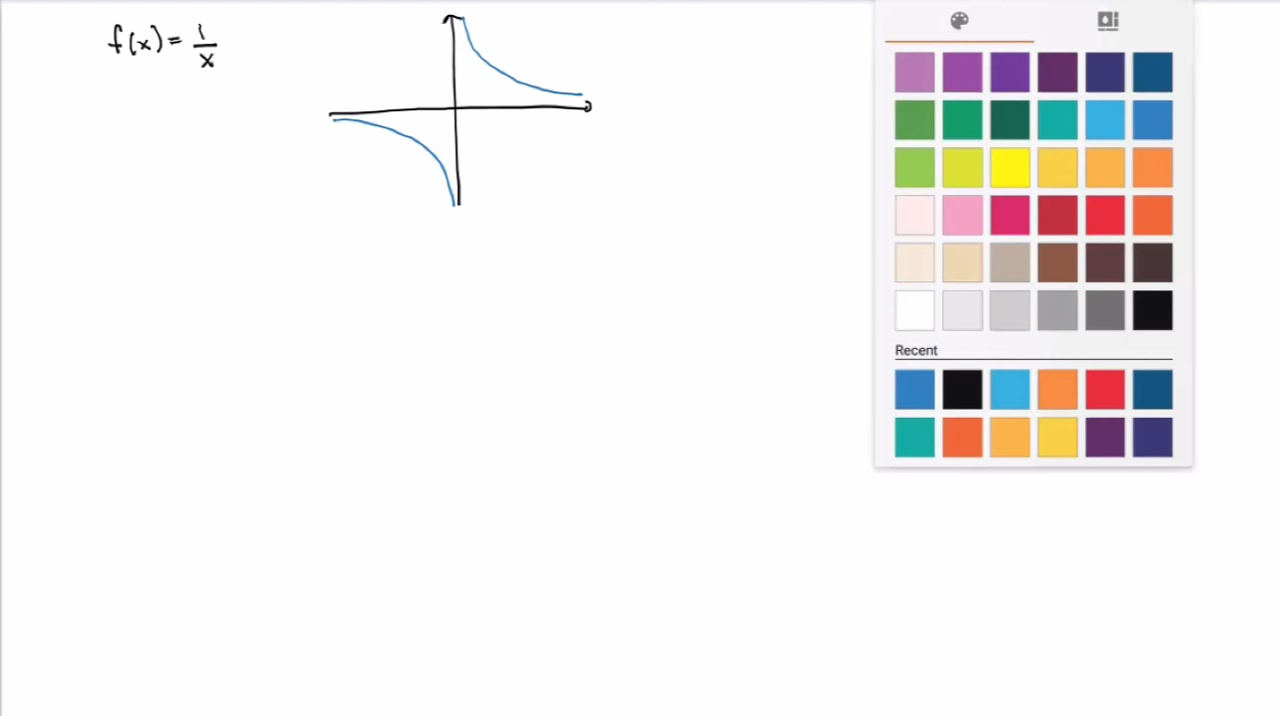 f(x) = 1/x
Recent